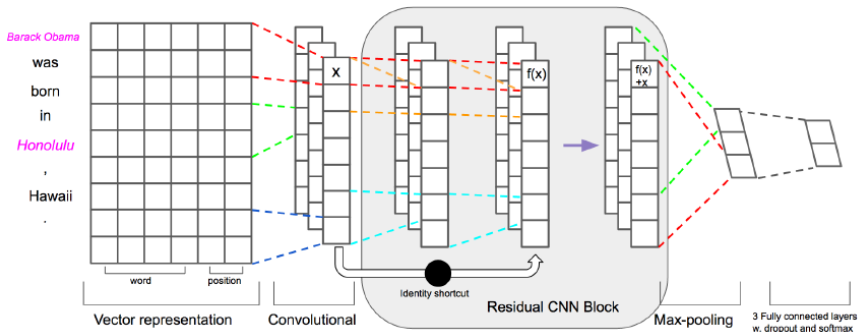 Barack Obama
was
born
in
Honolulu
,
Hawaii
.
word
position
X
f(x)
f(x)
+x
Identity shortcut
Vector representation
Convolutional
Residual CNN Block
Max-pooling
3 Fully connected layers
w. dropout and softmax